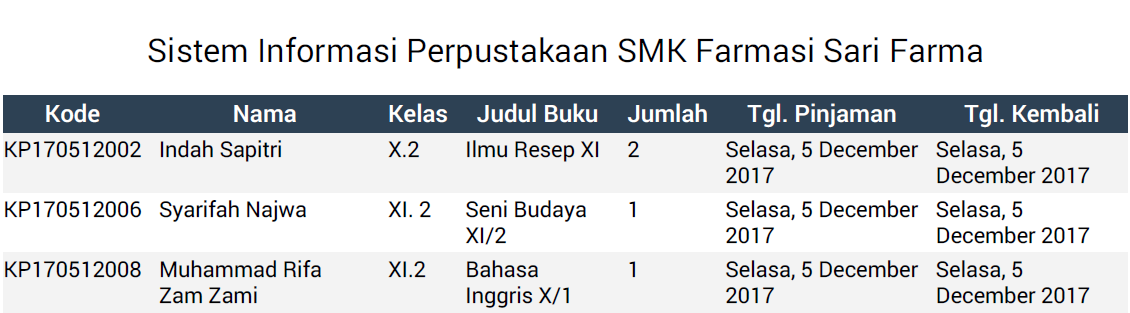 Sistem Informasi Perpustakaan SMK Farmasi Sari Farma
Kode Nama Kelas Judul Buku Jumlah Tgl. Pinjaman Tgl. Kembali
KP170512002 Indah Sapitri X.2 Ilmu Resep XI 2 Selasa, 5 December Selasa, 5
2017 December 2017
KP170512006 Syarifah Najwa XI. 2 Seni Budaya 1 Selasa, 5 December Selasa, 5
XI/2 2017 December 2017
KP170512008 Muhammad Rifa XI.2 Bahasa 1 Selasa, 5 December Selasa, 5
Zam Zami Inggris X/1 2017 December 2017